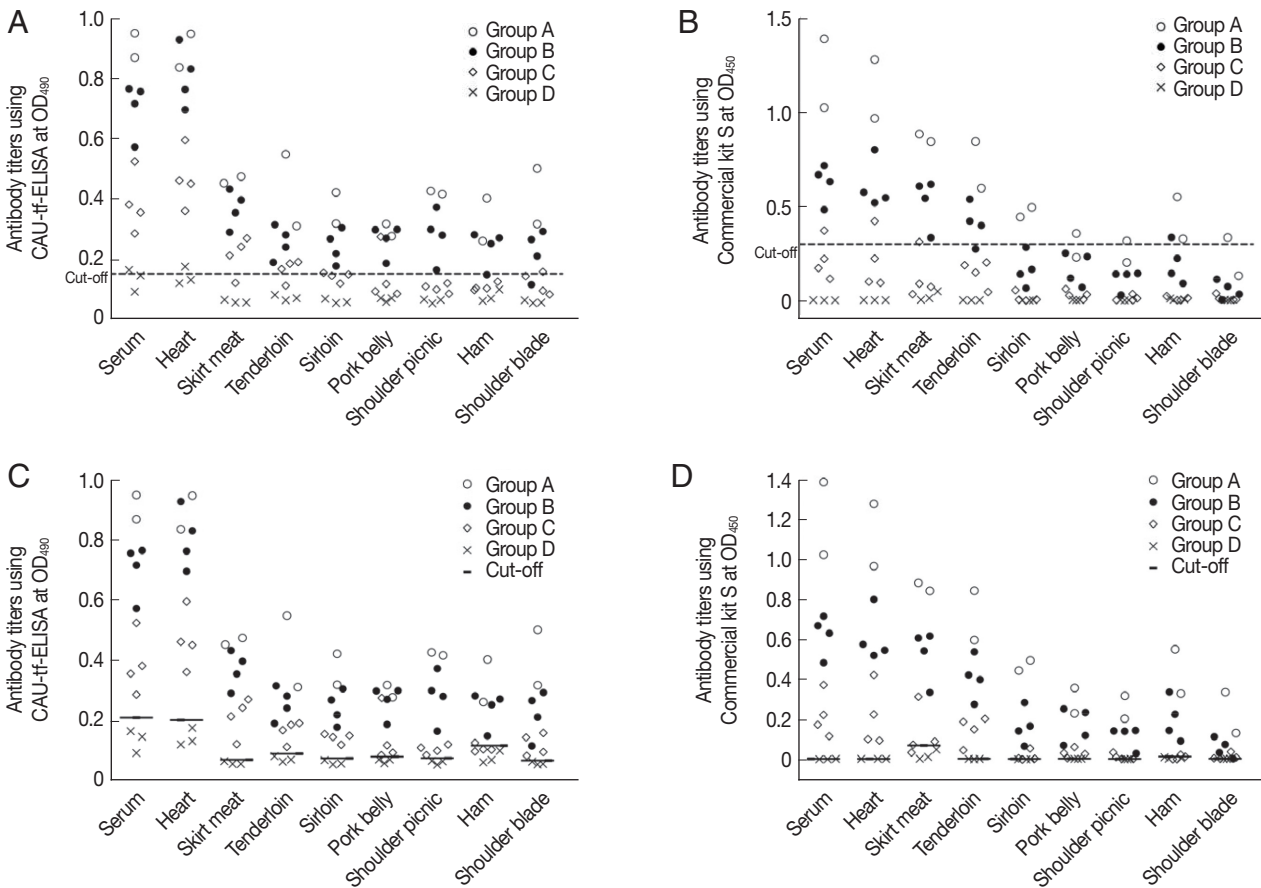 A
Antibody titers using
CAU-tf-ELISA at OD490
1.0
0.8
0.6
0.4
0.2
Cut-off
0
Group A
Group B
Group C
Group D
Serum
Heart
Skirt meat
Tenderloin
Sirloin
Pork belly
Shoulder picnic
Ham
Shoulder blade
B
Antibody titers using
Commercial kit S at OD450
1.5
1.0
0.5
Cut-off
0
Group A
Group B
Group C
Group D
Serum
Heart
Skirt meat
Tenderloin
Sirloin
Pork belly
Shoulder picnic
Ham
Shoulder blade
C
Antibody titers using
CAU-tf-ELISA at OD490
1.0
0.8
0.6
0.4
0.2
0
Group A
Group B
Group C
Group D
Cut-off
Serum
Heart
Skirt meat
Tenderloin
Sirloin
Pork belly
Shoulder picnic
Ham
Shoulder blade
D
Antibody titers using
Commercial kit S at OD450
1.4
1.2
1.0
0.8
0.6
0.4
0.2
0
Group A
Group B
Group C
Group D
Cut-off
Serum
Heart
Skirt meat
Tenderloin
Sirloin
Pork belly
Shoulder picnic
Ham
Shoulder blade